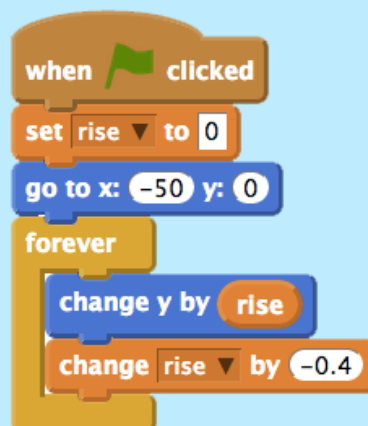 when clicked
set rise ▼ to 0
go to x: -50 y: 0
forever
change y by rise
change rise ▼ by -0.4